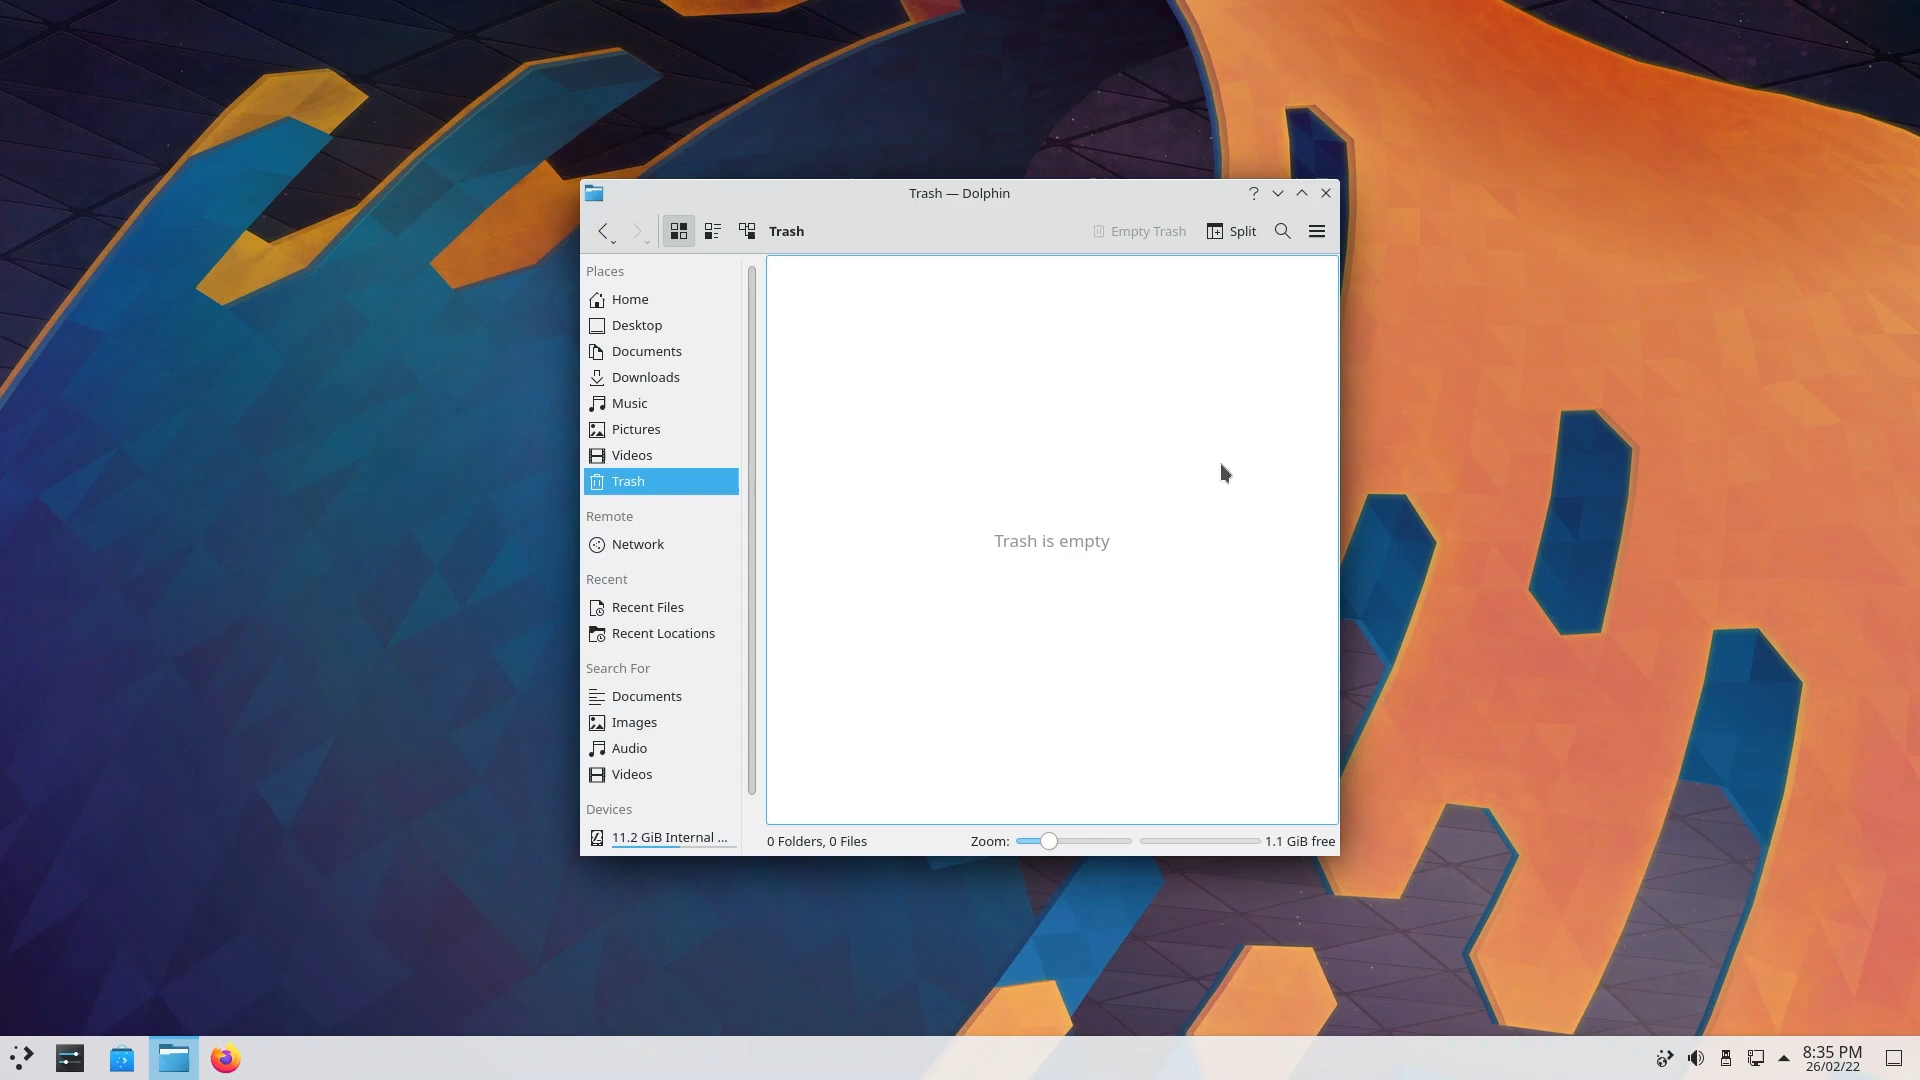 Trash — Dolphin
Trash
Empty Trash
Split
Places
Home
Desktop
Documents
Downloads
Music
Pictures
Videos
Trash
Remote
Network
Recent
Recent Files
Recent Locations
Search For
Documents
Images
Audio
Videos
Devices
11.2 GiB Internal ...
Trash is empty
0 Folders, 0 Files
Zoom:
1.1 GiB free
8:35 PM
26/02/22